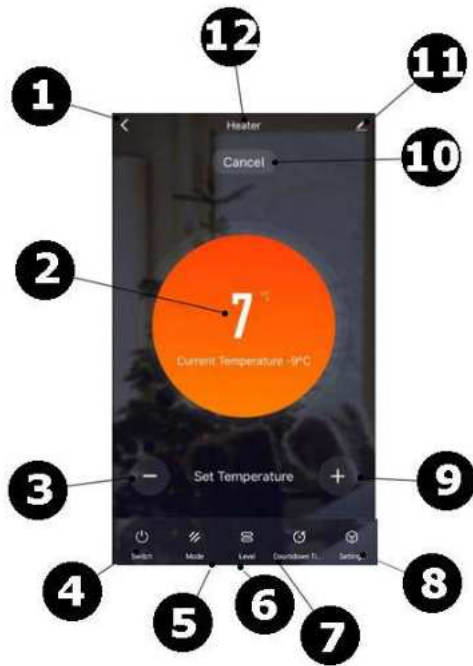 12
11
1
Heater
Cancel
10
2
7 °C
Current Temperature -9°C
3
− Set Temperature +
9
Switch Mode Level Countdown Ti... Setting
4
5
6
7
8